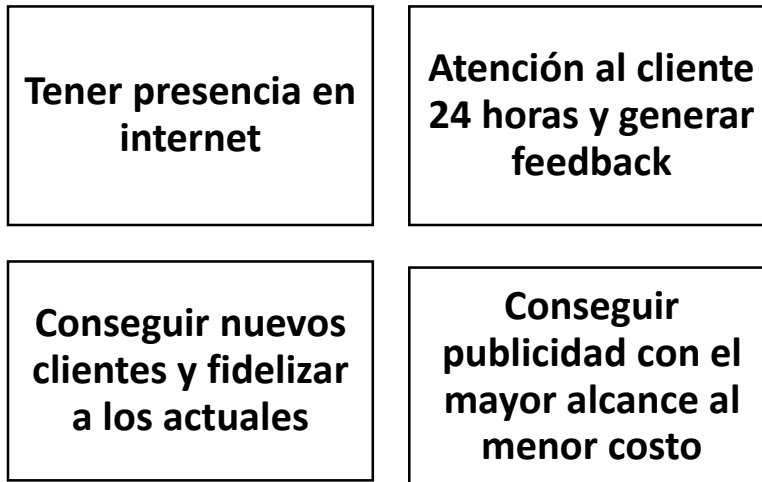 Tener presencia en
internet
Atención al cliente
24 horas y generar
feedback
Conseguir nuevos
clientes y fidelizar
a los actuales
Conseguir
publicidad con el
mayor alcance al
menor costo